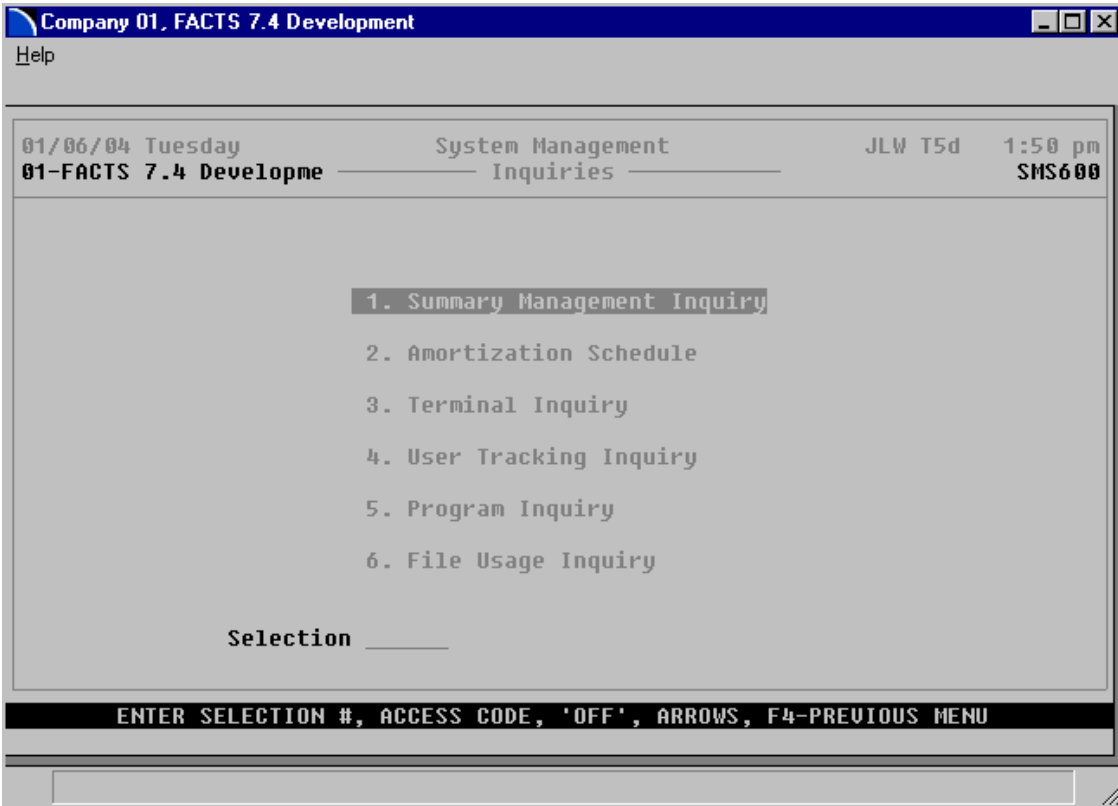 Company 01, FACTS 7.4 Development
Help
01/06/04 Tuesday System Management JLW T5d 1:50 pm
01-FACTS 7.4 Developme Inquiries SMS600
1. Summary Management Inquiry
2. Amortization Schedule
3. Terminal Inquiry
4. User Tracking Inquiry
5. Program Inquiry
6. File Usage Inquiry
Selection ______
ENTER SELECTION #, ACCESS CODE, 'OFF', ARROWS, F4-PREVIOUS MENU